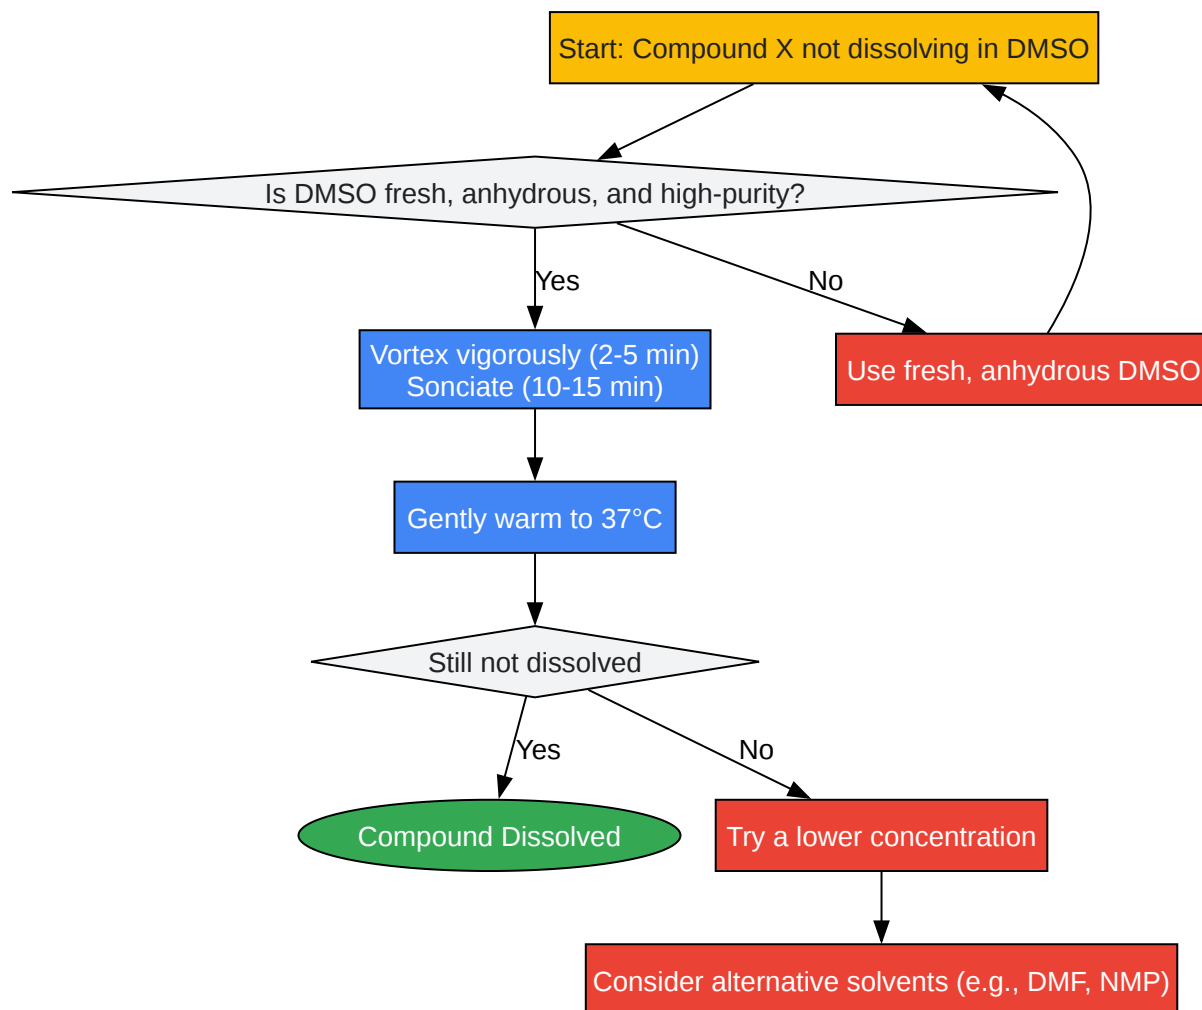 Start: Compound X not dissolving in DMSO
Is DMSO fresh, anhydrous, and high-purity?
Yes
No
Vortex vigorously (2-5 min)
Sonciate (10-15 min)
Use fresh, anhydrous DMSO
Gently warm to 37°C
Still not dissolved
Yes
No
Compound Dissolved
Try a lower concentration
Consider alternative solvents (e.g., DMF, NMP)